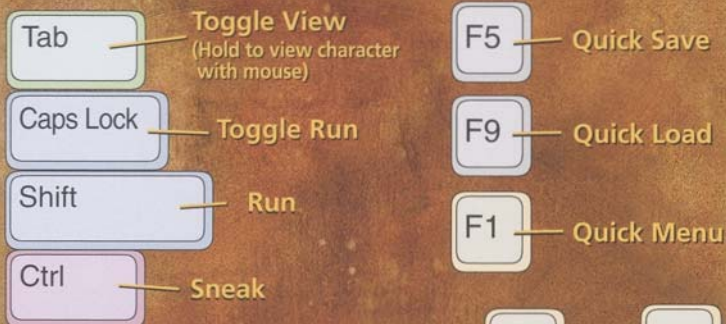 Tab
Toggle View
(Hold to view character
with mouse)
Caps Lock
Toggle Run
Shift
Run
Ctrl
Sneak
F5
Quick Save
F9
Quick Load
F1
Quick Menu